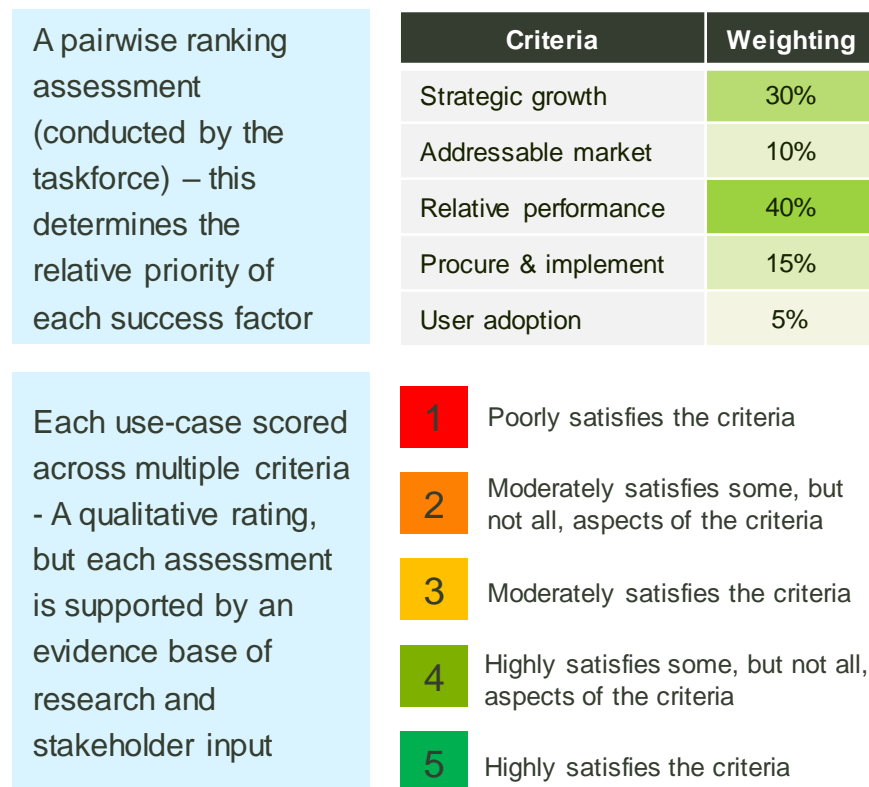 A pairwise ranking
assessment
(conducted by the
taskforce) – this
determines the
relative priority of
each success factor
Criteria Weighting
Strategic growth 30%
Addressable market 10%
Relative performance 40%
Procure & implement 15%
User adoption 5%
Each use-case scored
across multiple criteria
- A qualitative rating,
but each assessment
is supported by an
evidence base of
research and
stakeholder input
1 Poorly satisfies the criteria
2 Moderately satisfies some, but
not all, aspects of the criteria
3 Moderately satisfies the criteria
4 Highly satisfies some, but not all,
aspects of the criteria
5 Highly satisfies the criteria